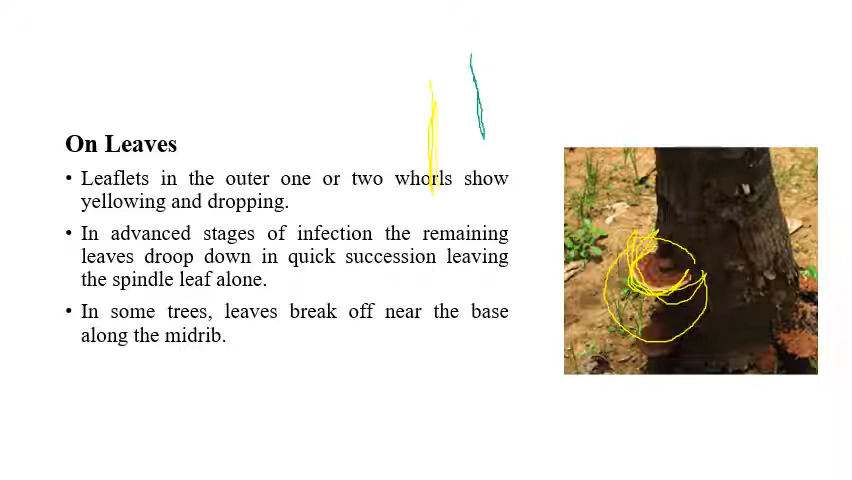 On Leaves
• Leaflets in the outer one or two whorls show
yellowing and dropping.
• In advanced stages of infection the remaining
leaves droop down in quick succession leaving
the spindle leaf alone.
• In some trees, leaves break off near the base
along the midrib.